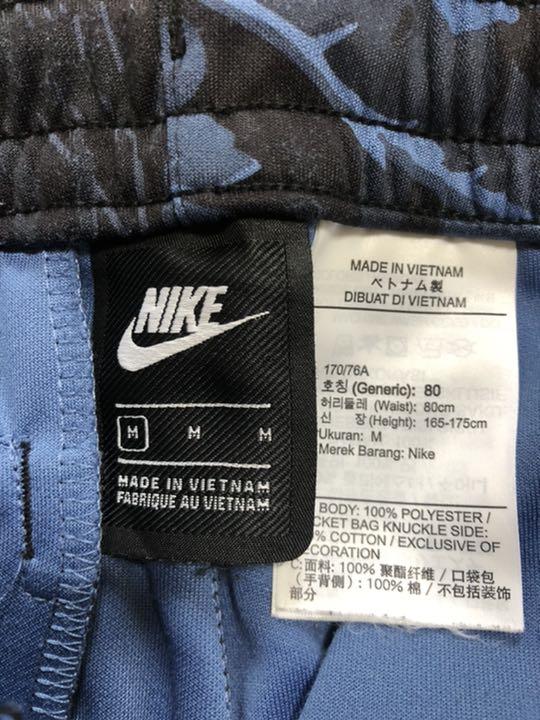 NIKE
M M M
MADE IN VIETNAM
FABRIQUE AU VIETNAM
MADE IN VIETNAM
ベトナム製
DIBUAT DI VIETNAM
170/76A
호칭 (Generic): 80
허리둘레 (Waist): 80cm
신 장 (Height): 165-175cm
Ukuran: M
Merek Barang: Nike
BODY: 100% POLYESTER /
BAG KNUCKLE SIDE:
COTTON / EXCLUSIVE OF
C:面料: 100% 聚酯纤维 / 口袋包
(手背侧) : 100% 棉 / 不包括装饰
部分